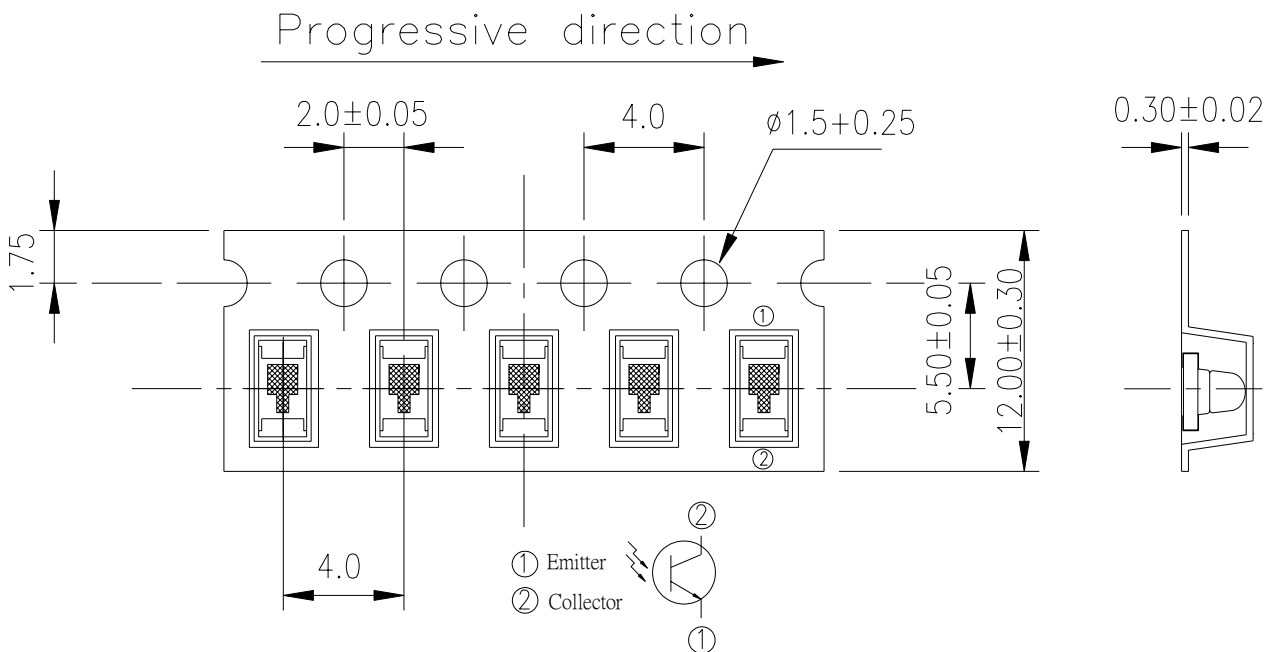 Progressive direction
2.0±0.05
4.0
ø1.5+0.25
0.30±0.02
1.75
①
5.50±0.05
12.00±0.30
②
4.0
②
① Emitter
② Collector
①